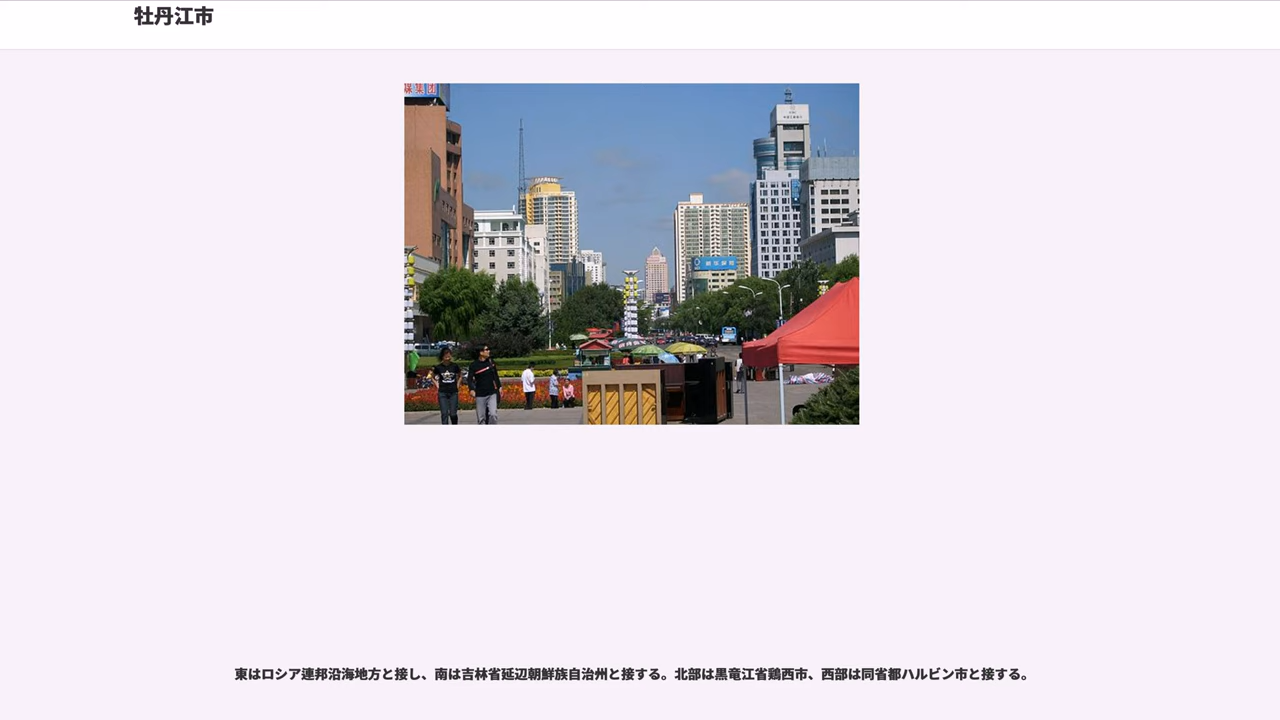 牡丹江市
集团
東はロシア連邦沿海地方と接し、南は吉林省延辺朝鮮族自治州と接する。北部は黒竜江省鶏西市、西部は同省都ハルビン市と接する。